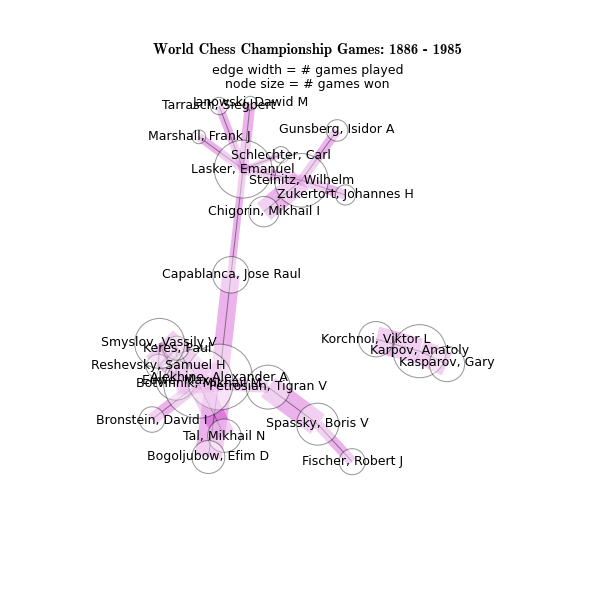 World Chess Championship Games: 1886 - 1985
edge width = # games played
node size = # games won
Janowski, Dawid M
Tarrasch, Siegbert
Gunsberg, Isidor A
Marshall, Frank J
Schlechter, Carl
Lasker, Emanuel
Steinitz, Wilhelm
Zukertort, Johannes H
Chigorin, Mikhail I
Capablanca, Jose Raul
Korchnoi, Viktor L
Smyslov, Vassily V
Keres, Paul
Karpov, Anatoly
Kasparov, Gary
Reshevsky, Samuel H
Alekhine, Alexander A
Botvinnik, Mikhail M
Petrosian, Tigran V
Bronstein, David I
Spassky, Boris V
Tal, Mikhail N
Bogoljubow, Efim D
Fischer, Robert J